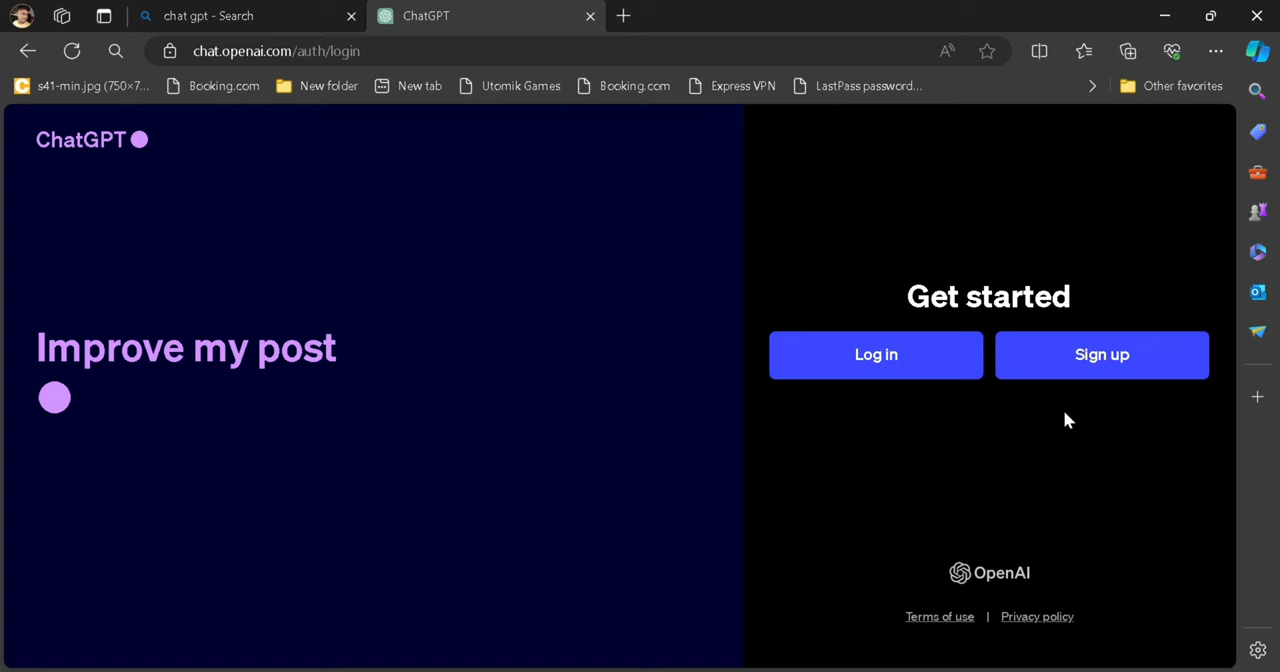 chat gpt - Search
ChatGPT
chat.openai.com/auth/login
s41-min.jpg (750×7...
Booking.com
New folder
New tab
Utomik Games
Booking.com
Express VPN
LastPass password...
Other favorites
ChatGPT
Improve my post
Get started
Log in
Sign up
OpenAI
Terms of use | Privacy policy